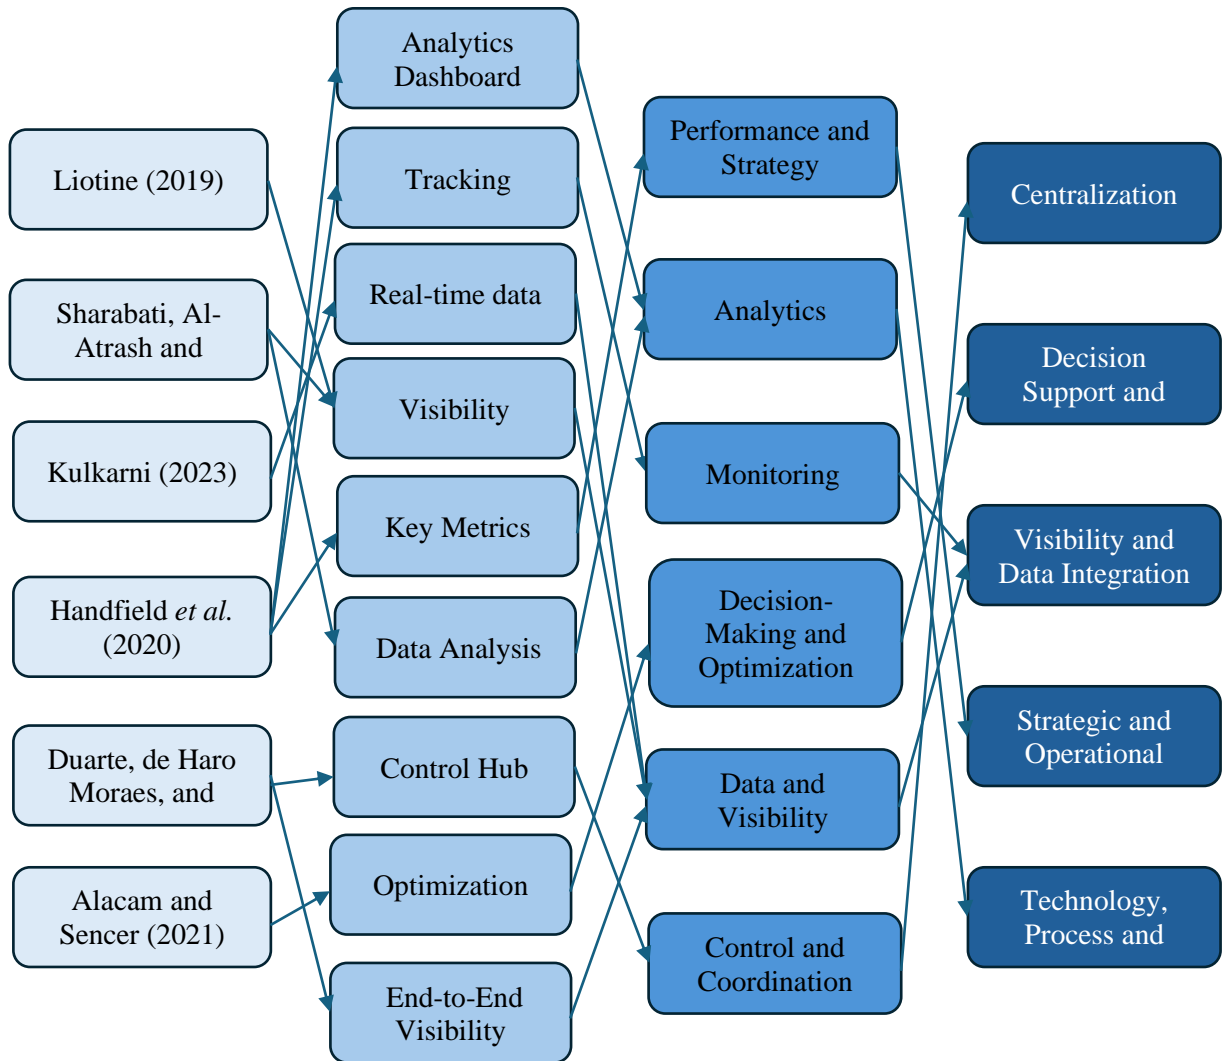 Liotine (2019)
Sharabati, Al-
Atrash and
Kulkarni (2023)
Handfield et al.
(2020)
Duarte, de Haro
Moraes, and
Alacam and
Sencer (2021)
Analytics
Dashboard
Tracking
Real-time data
Visibility
Key Metrics
Data Analysis
Control Hub
Optimization
End-to-End
Visibility
Performance and
Strategy
Analytics
Monitoring
Decision-
Making and
Optimization
Data and
Visibility
Control and
Coordination
Centralization
Decision
Support and
Visibility and
Data Integration
Strategic and
Operational
Technology,
Process and